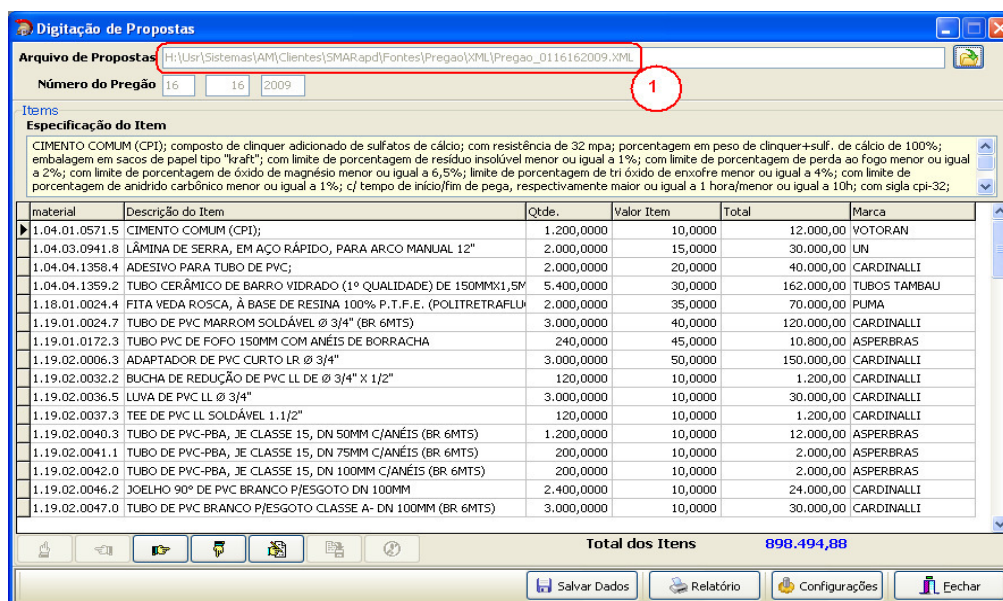 Digitação de Propostas
Arquivo de Propostas H:\Usr\Sistemas\AM\Clientes\SMARapd\Fontes\Pregao\XML\Pregao_0116162009.XML
1
Número do Pregão 16 16 2009
Items
Especificação do Item
CIMENTO COMUM (CPI); composto de clinquer adicionado de sulfatos de cálcio; com resistência de 32 mpa; porcentagem em peso de clinquer+sulf. de cálcio de 100%;
embalagem em sacos de papel tipo "kraft"; com limite de porcentagem de resíduo insolúvel menor ou igual a 1%; com limite de porcentagem de perda ao fogo menor ou igual
a 2%; com limite de porcentagem de óxido de magnésio menor ou igual a 6,5%; limite de porcentagem de tri óxido de enxofre menor ou igual a 4%; com limite de
porcentagem de anidrido carbônico menor ou igual a 1%; c/ tempo de início/fim de pega, respectivamente maior ou igual a 1 hora/menor ou igual a 10h; com sigla cpi-32;
material Descrição do Item Qtde. Valor Item Total Marca
1.04.01.0571.5 CIMENTO COMUM (CPI); 1.200,0000 10,0000 12.000,00 VOTORAN
1.04.03.0941.8 LÂMINA DE SERRA, EM AÇO RÁPIDO, PARA ARCO MANUAL 12" 2.000,0000 15,0000 30.000,00 UN
1.04.04.1358.4 ADESIVO PARA TUBO DE PVC; 2.000,0000 20,0000 40.000,00 CARDINALLI
1.04.04.1359.2 TUBO CERÂMICO DE BARRO VIDRADO (1º QUALIDADE) DE 150MMX1,5M 5.400,0000 30,0000 162.000,00 TUBOS TAMBAU
1.18.01.0024.4 FITA VEDA ROSCA, À BASE DE RESINA 100% P.T.F.E. (POLITRETRAFLU 2.000,0000 35,0000 70.000,00 PUMA
1.19.01.0024.7 TUBO DE PVC MARROM SOLDÁVEL Ø 3/4" (BR 6MTS) 3.000,0000 40,0000 120.000,00 CARDINALLI
1.19.01.0172.3 TUBO PVC DE FOFO 150MM COM ANÉIS DE BORRACHA 240,0000 45,0000 10.800,00 ASPERBRAS
1.19.02.0006.3 ADAPTADOR DE PVC CURTO LR Ø 3/4" 3.000,0000 50,0000 150.000,00 CARDINALLI
1.19.02.0032.2 BUCHA DE REDUÇÃO DE PVC LL DE Ø 3/4" X 1/2" 120,0000 10,0000 1.200,00 CARDINALLI
1.19.02.0036.5 LUVA DE PVC LL Ø 3/4" 3.000,0000 10,0000 30.000,00 CARDINALLI
1.19.02.0037.3 TEE DE PVC LL SOLDÁVEL 1.1/2" 120,0000 10,0000 1.200,00 CARDINALLI
1.19.02.0040.3 TUBO DE PVC-PBA, JE CLASSE 15, DN 50MM C/ANÉIS (BR 6MTS) 1.200,0000 10,0000 12.000,00 ASPERBRAS
1.19.02.0041.1 TUBO DE PVC-PBA, JE CLASSE 15, DN 75MM C/ANÉIS (BR 6MTS) 200,0000 10,0000 2.000,00 ASPERBRAS
1.19.02.0042.0 TUBO DE PVC-PBA, JE CLASSE 15, DN 100MM C/ANÉIS (BR 6MTS) 200,0000 10,0000 2.000,00 ASPERBRAS
1.19.02.0046.2 JOELHO 90º DE PVC BRANCO P/ESGOTO DN 100MM 2.400,0000 10,0000 24.000,00 CARDINALLI
1.19.02.0047.0 TUBO DE PVC BRANCO P/ESGOTO CLASSE A- DN 100MM (BR 6MTS) 3.000,0000 10,0000 30.000,00 CARDINALLI
Total dos Itens 898.494,88
Salvar Dados Relatório Configurações Fechar